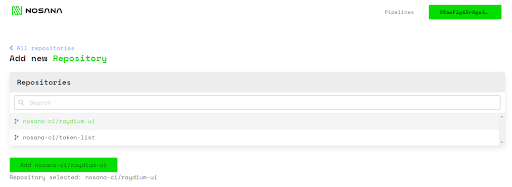 NOSANA
Pipelines
All repositories
Add new Repository
Repositories
Search
nosana-ci/raydium-ui
nosana-ci/token-list
Add nosana-ci/raydium-ui
Repository selected: nosana-ci/raydium-ui